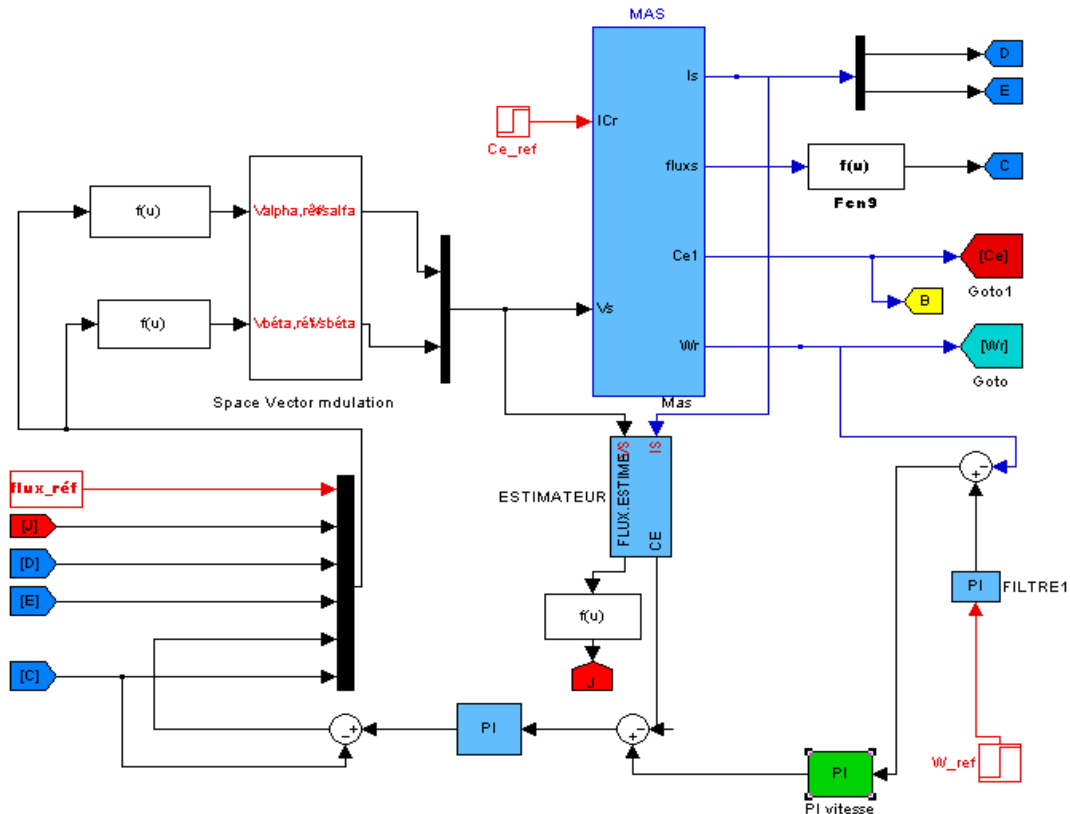 MAS
Is
D
E
ICr
Ce_ref
fluxs
f(u)
C
Fcn9
f(u)
Ce1
[Ce]
Goto1
B
f(u)
Vs
Wr
[Wr]
Goto
Space Vector mdulation
Mas
IS
flux_réf
ESTIMATEUR
FLUX.ESTIME
CE
[J]
[D]
[E]
[C]
f(u)
J
PI
FILTRE1
PI
W_ref
PI
PI vitesse